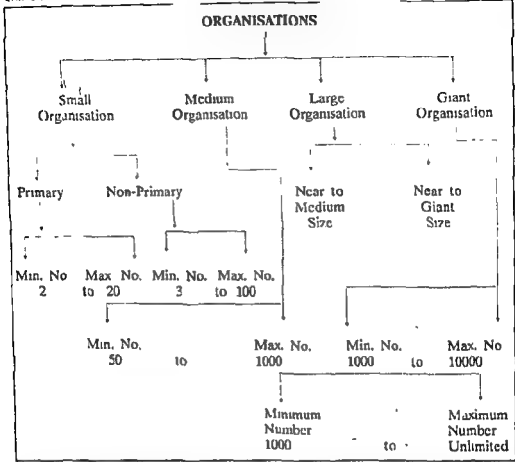 ORGANISATIONS
Small Organisation
Medium Organisation
Large Organisation
Giant Organisation
Primary
Non-Primary
Near to Medium Size
Near to Giant Size
Min. No 2 to Max No. 20
Min. No. 3 to Max. No. 100
Min. No. 50 to Max. No. 1000
Min. No. 1000 to Max. No 10000
Minimum Number 1000 to Maximum Number Unlimited